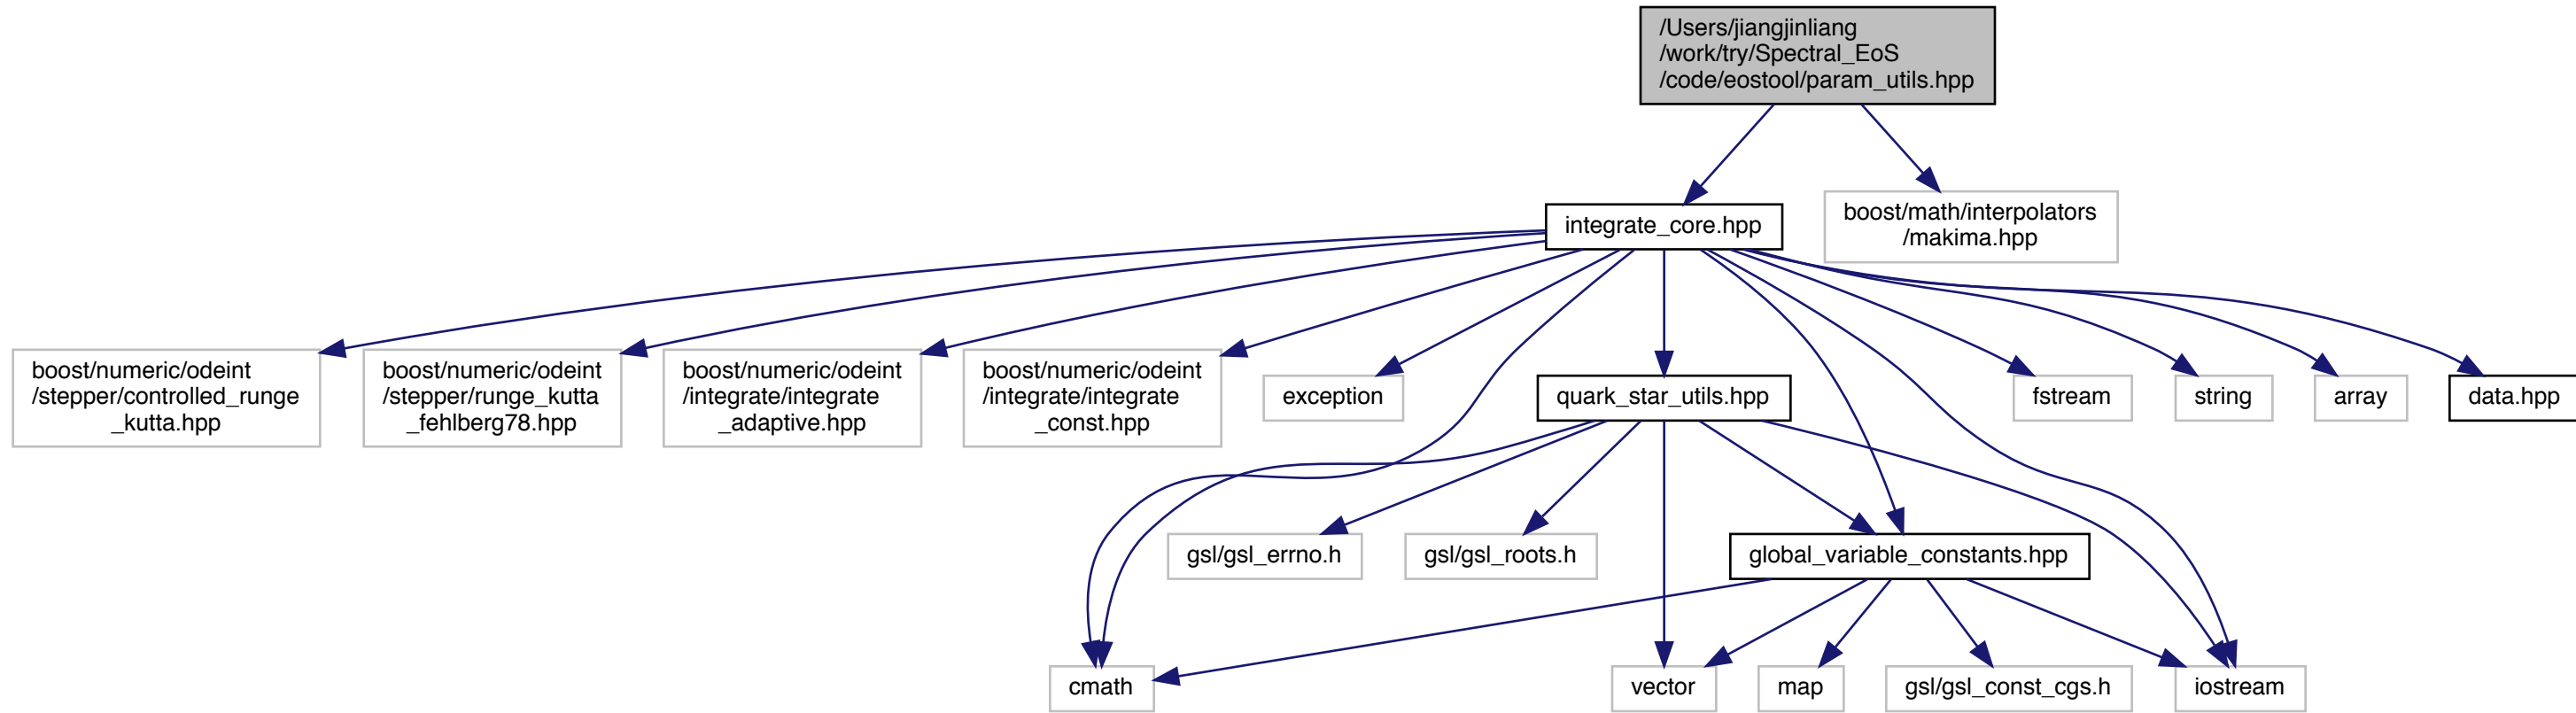 /Users/jiangjinliang
/work/try/Spectral_EoS
/code/eostool/param_utils.hpp
integrate_core.hpp
boost/math/interpolators
/makima.hpp
boost/numeric/odeint
/stepper/controlled_runge
_kutta.hpp
boost/numeric/odeint
/stepper/runge_kutta
_fehlberg78.hpp
boost/numeric/odeint
/integrate/integrate
_adaptive.hpp
boost/numeric/odeint
/integrate/integrate
_const.hpp
exception
quark_star_utils.hpp
fstream
string
array
data.hpp
gsl/gsl_errno.h
gsl/gsl_roots.h
global_variable_constants.hpp
cmath
vector
map
gsl/gsl_const_cgs.h
iostream